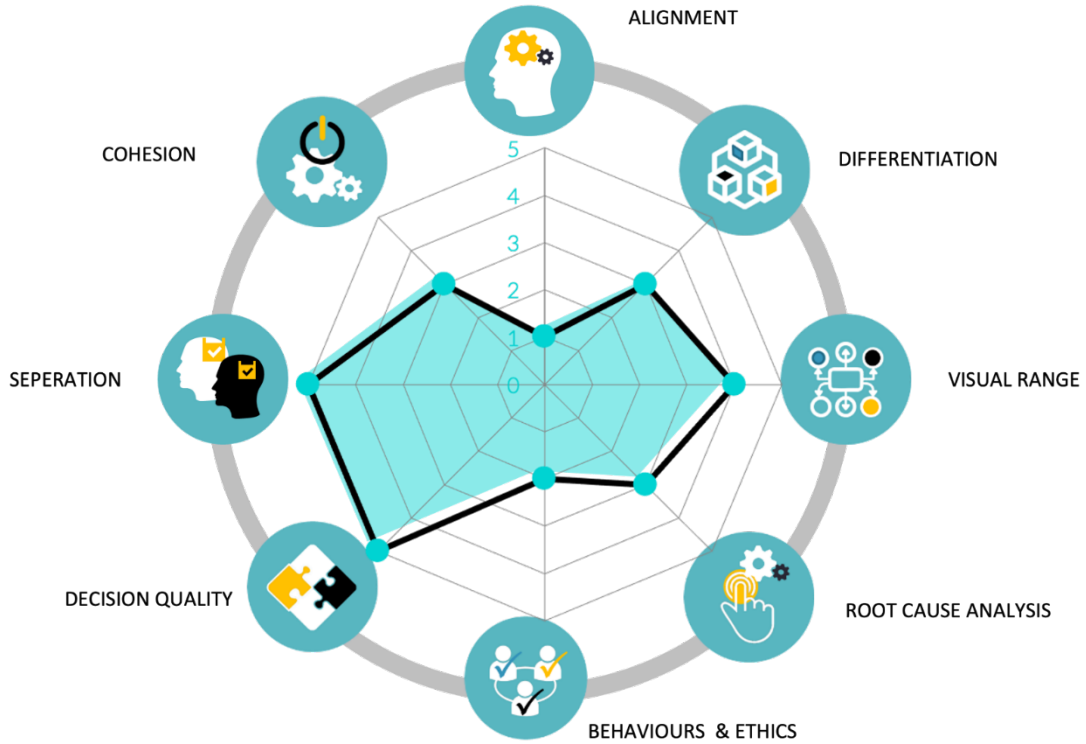 ALIGNMENT
COHESION
DIFFERENTIATION
5
4
3
2
1
0
SEPERATION
VISUAL RANGE
DECISION QUALITY
ROOT CAUSE ANALYSIS
BEHAVIOURS & ETHICS